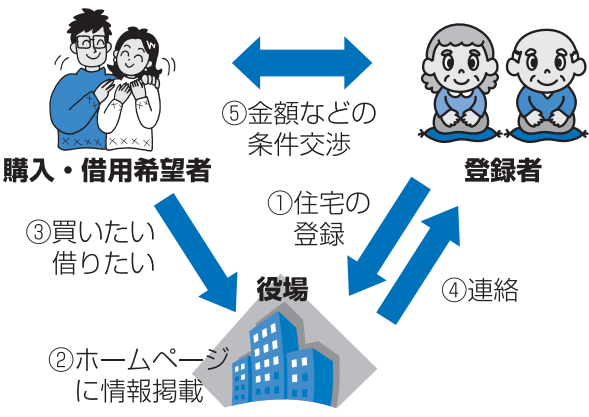 ⑤金額などの
条件交渉
購入・借用希望者
登録者
①住宅の
登録
③買いたい
借りたい
役場
④連絡
②ホームページ
に情報掲載